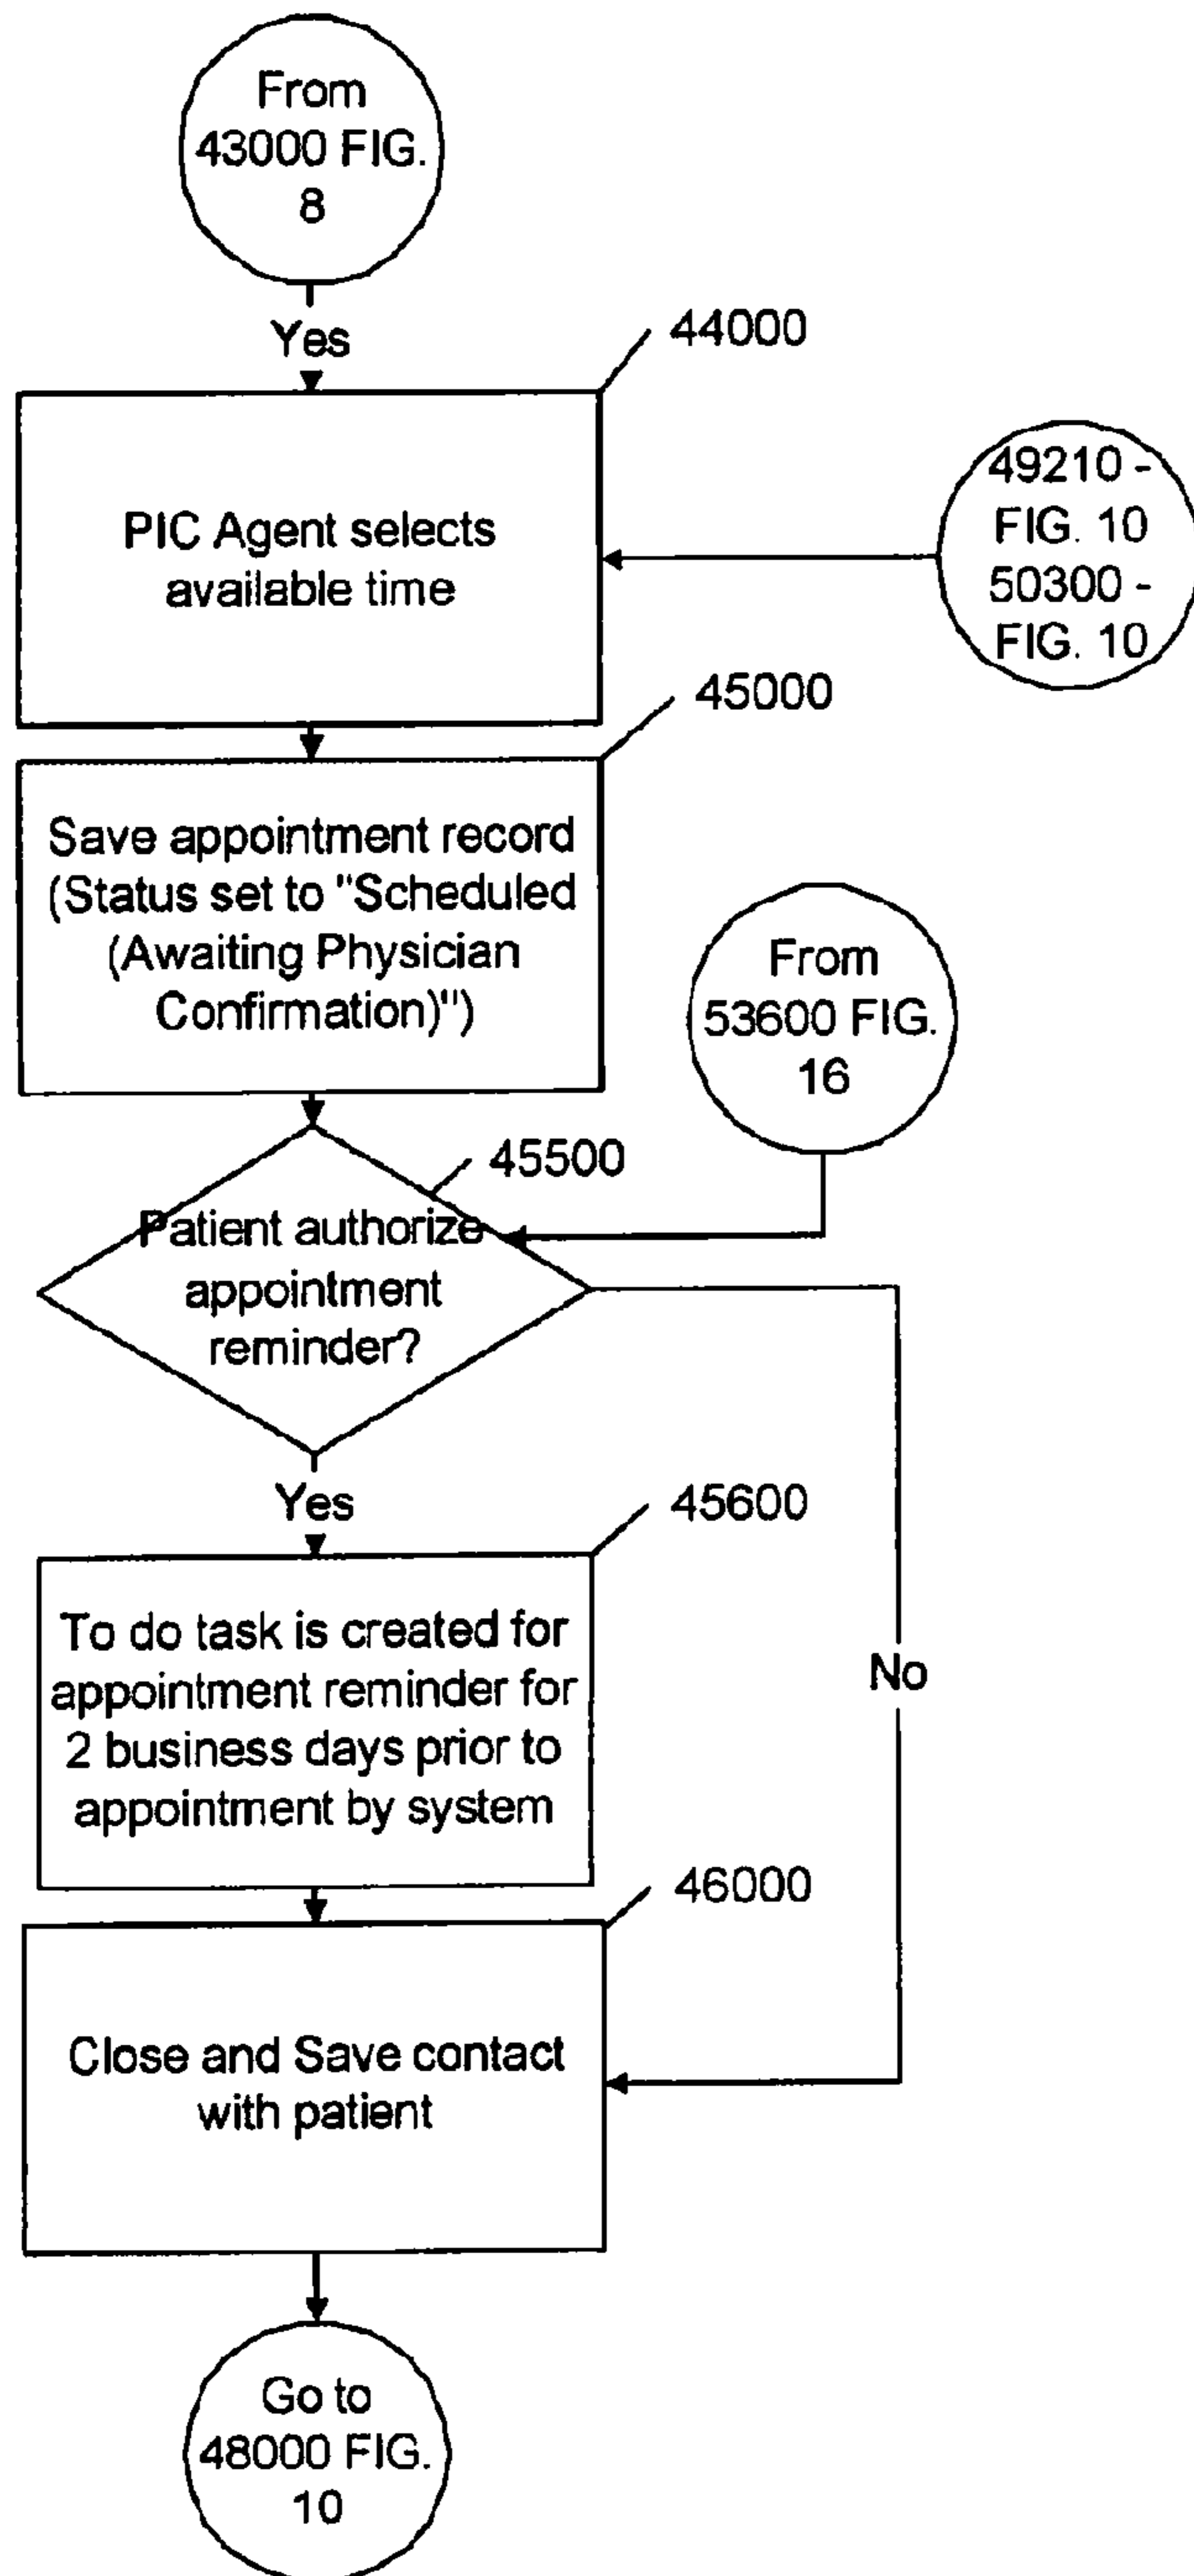 From
43000 FIG.
8
Yes
44000
PIC Agent selects
available time
49210 -
FIG. 10
50300 -
FIG. 10
45000
Save appointment record
(Status set to "Scheduled
(Awaiting Physician
Confirmation)")
From
53600 FIG.
16
45500
Patient authorize
appointment
reminder?
Yes
45600
To do task is created for
appointment reminder for
2 business days prior to
appointment by system
No
46000
Close and Save contact
with patient
Go to
48000 FIG.
10